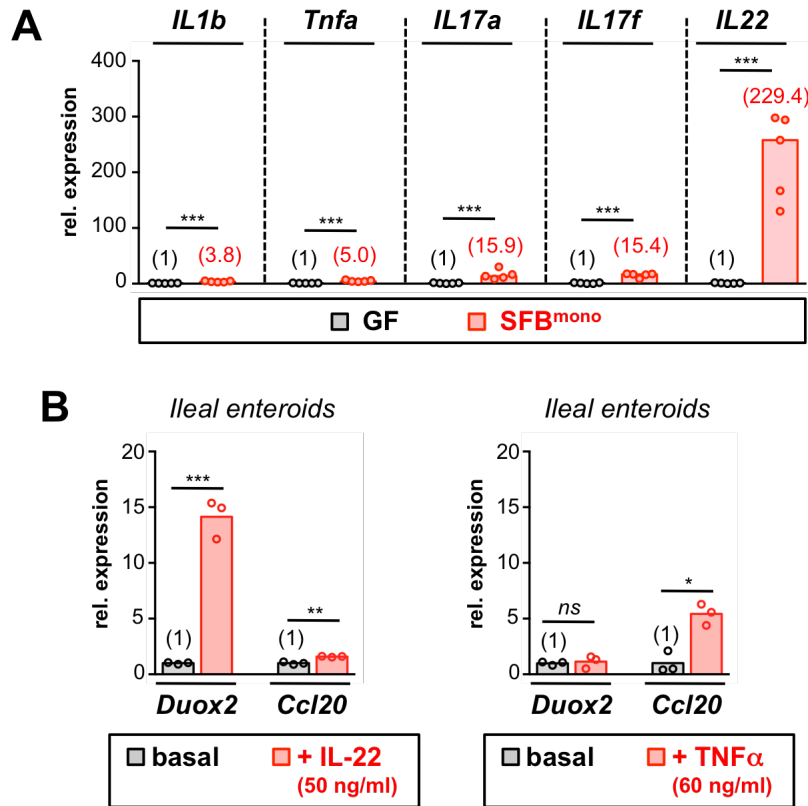 A
IL1b Tnfa IL17a IL17f IL22
rel. expression
400
300
200
100
0
*** *** *** *** ***
(1) (3.8) (1) (5.0) (1) (15.9) (1) (15.4) (1) (229.4)
GF SFBmono
B
Ileal enteroids
rel. expression
20
15
10
5
0
*** **
(1) (1)
Duox2 Ccl20
basal + IL-22
(50 ng/ml)
Ileal enteroids
rel. expression
20
15
10
5
0
ns *
(1) (1)
Duox2 Ccl20
basal + TNFα
(60 ng/ml)